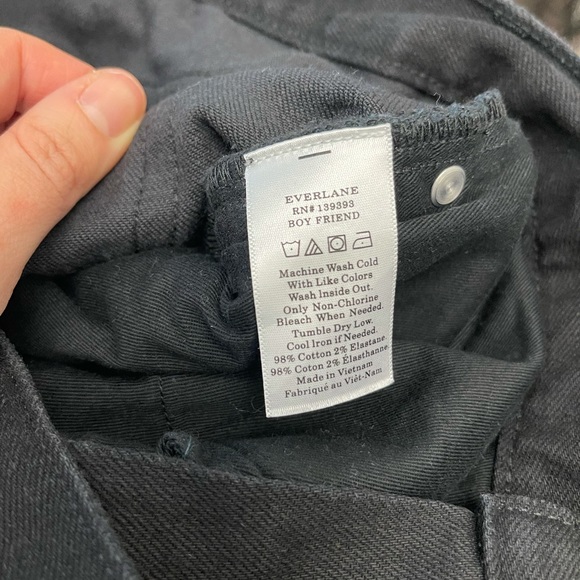 EVERLANE
RN# 139393
BOY FRIEND
Machine Wash Cold
With Like Colors
Wash Inside Out.
Only Non-Chlorine
Bleach When Needed.
Tumble Dry Low.
Cool Iron if Needed.
98% Cotton 2% Elastane.
98% Cotton 2% Élasthanne.
Made in Vietnam
Fabriqué au Viêt-Nam